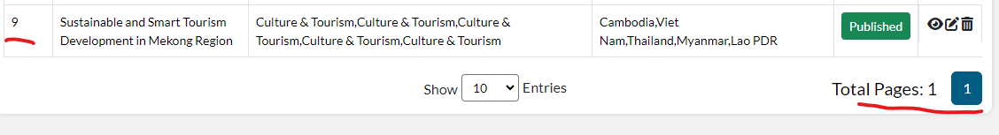 9
Sustainable and Smart Tourism
Development in Mekong Region
Culture & Tourism,Culture & Tourism,Culture &
Tourism,Culture & Tourism,Culture & Tourism
Cambodia,Viet
Nam,Thailand,Myanmar,Lao PDR
Published
Show 10 Entries
Total Pages: 1 1